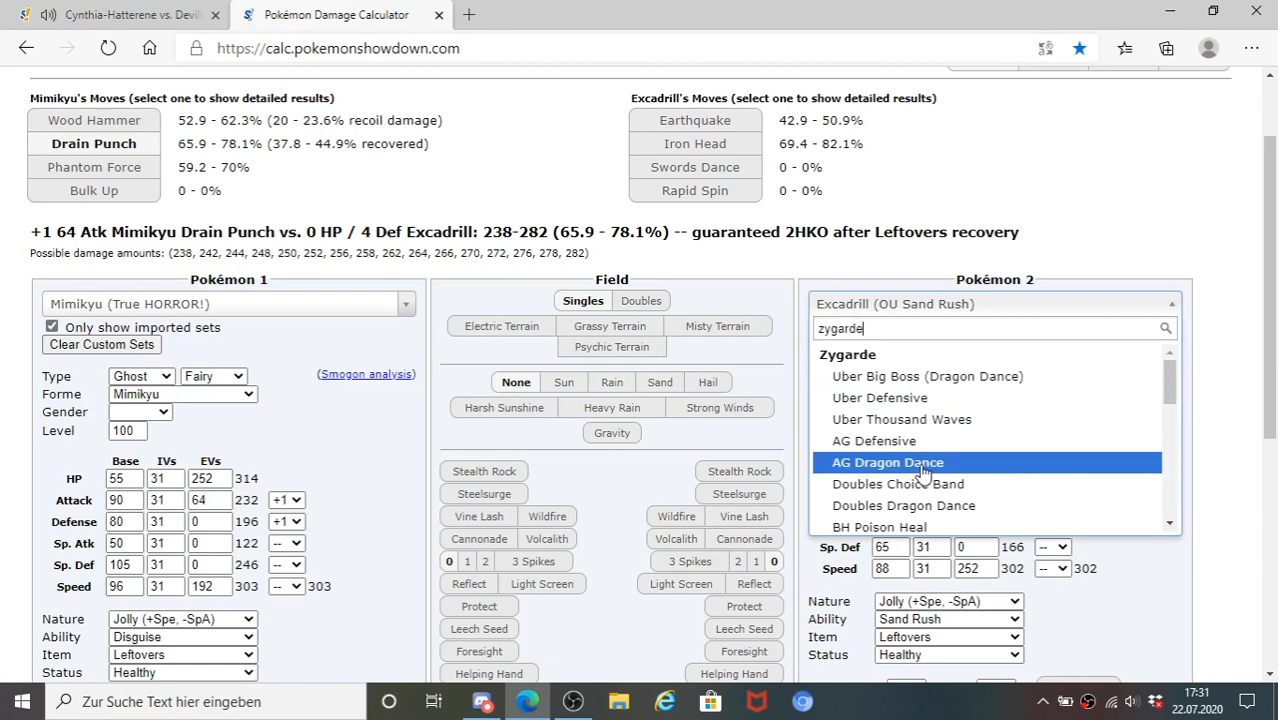 Cynthia-Hatterene vs. Devil
Pokémon Damage Calculator
https://calc.pokemonshowdown.com
Mimikyu's Moves (select one to show detailed results)
Wood Hammer 52.9 - 62.3% (20 - 23.6% recoil damage)
Drain Punch 65.9 - 78.1% (37.8 - 44.9% recovered)
Phantom Force 59.2 - 70%
Bulk Up 0 - 0%
Excadrill's Moves (select one to show detailed results)
Earthquake 42.9 - 50.9%
Iron Head 69.4 - 82.1%
Swords Dance 0 - 0%
Rapid Spin 0 - 0%
+1 64 Atk Mimikyu Drain Punch vs. 0 HP / 4 Def Excadrill: 238-282 (65.9 - 78.1%) -- guaranteed 2HKO after Leftovers recovery
Possible damage amounts: (238, 242, 244, 248, 250, 252, 256, 258, 262, 264, 266, 270, 272, 276, 278, 282)
Pokémon 1
Mimikyu (True HORROR!)
Only show imported sets
Clear Custom Sets
Type Ghost Fairy (Smogon analysis)
Forme Mimikyu
Gender
Level 100
Base IVs EVs
HP 55 31 252 314
Attack 90 31 64 232 +1
Defense 80 31 0 196 +1
Sp. Atk 50 31 0 122 --
Sp. Def 105 31 0 246 --
Speed 96 31 192 303 -- 303
Nature Jolly (+Spe, -SpA)
Ability Disguise
Item Leftovers
Status Healthy
Field
Singles Doubles
Electric Terrain Grassy Terrain Misty Terrain
Psychic Terrain
None Sun Rain Sand Hail
Harsh Sunshine Heavy Rain Strong Winds
Gravity
Stealth Rock Stealth Rock
Steelsurge Steelsurge
Vine Lash Wildfire Wildfire Vine Lash
Cannonade Volcalith Volcalith Cannonade
0 1 2 3 Spikes 3 Spikes 2 1 0
Reflect Light Screen Light Screen Reflect
Protect Protect
Leech Seed Leech Seed
Foresight Foresight
Helping Hand Helping Hand
Pokémon 2
Excadrill (OU Sand Rush)
zygarde
Zygarde
Uber Big Boss (Dragon Dance)
Uber Defensive
Uber Thousand Waves
AG Defensive
AG Dragon Dance
Doubles Choice Band
Doubles Dragon Dance
BH Poison Heal
Sp. Def 65 31 0 166 --
Speed 88 31 252 302 -- 302
Nature Jolly (+Spe, -SpA)
Ability Sand Rush
Item Leftovers
Status Healthy
Zur Suche Text hier eingeben
17:31
22.07.2020